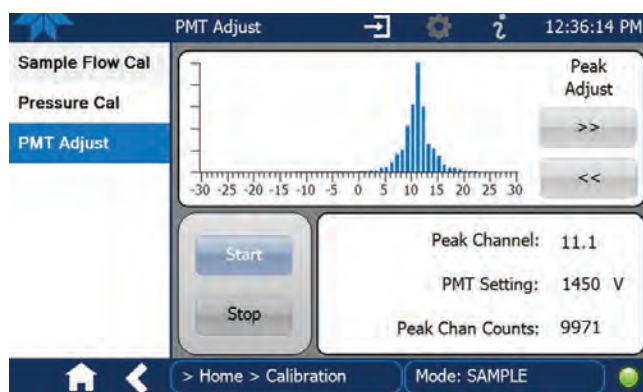 PMT Adjust
12:36:14 PM
Sample Flow Cal
Pressure Cal
PMT Adjust
Peak
Adjust
>>
<<
-30 -25 -20 -15 -10 -5 0 5 10 15 20 25 30
Start
Stop
Peak Channel: 11.1
PMT Setting: 1450 V
Peak Chan Counts: 9971
> Home > Calibration
Mode: SAMPLE